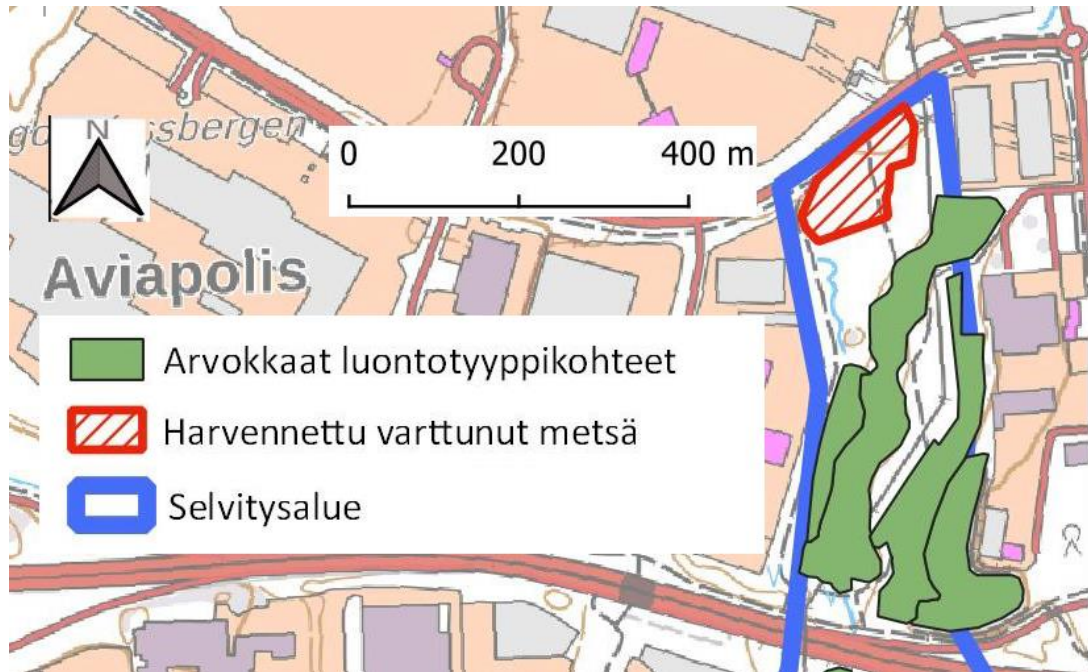 N
0 200 400 m
Aviapolis
Arvokkaat luontotyyppikohteet
Harvennettu varttunut metsä
Selvitysalue